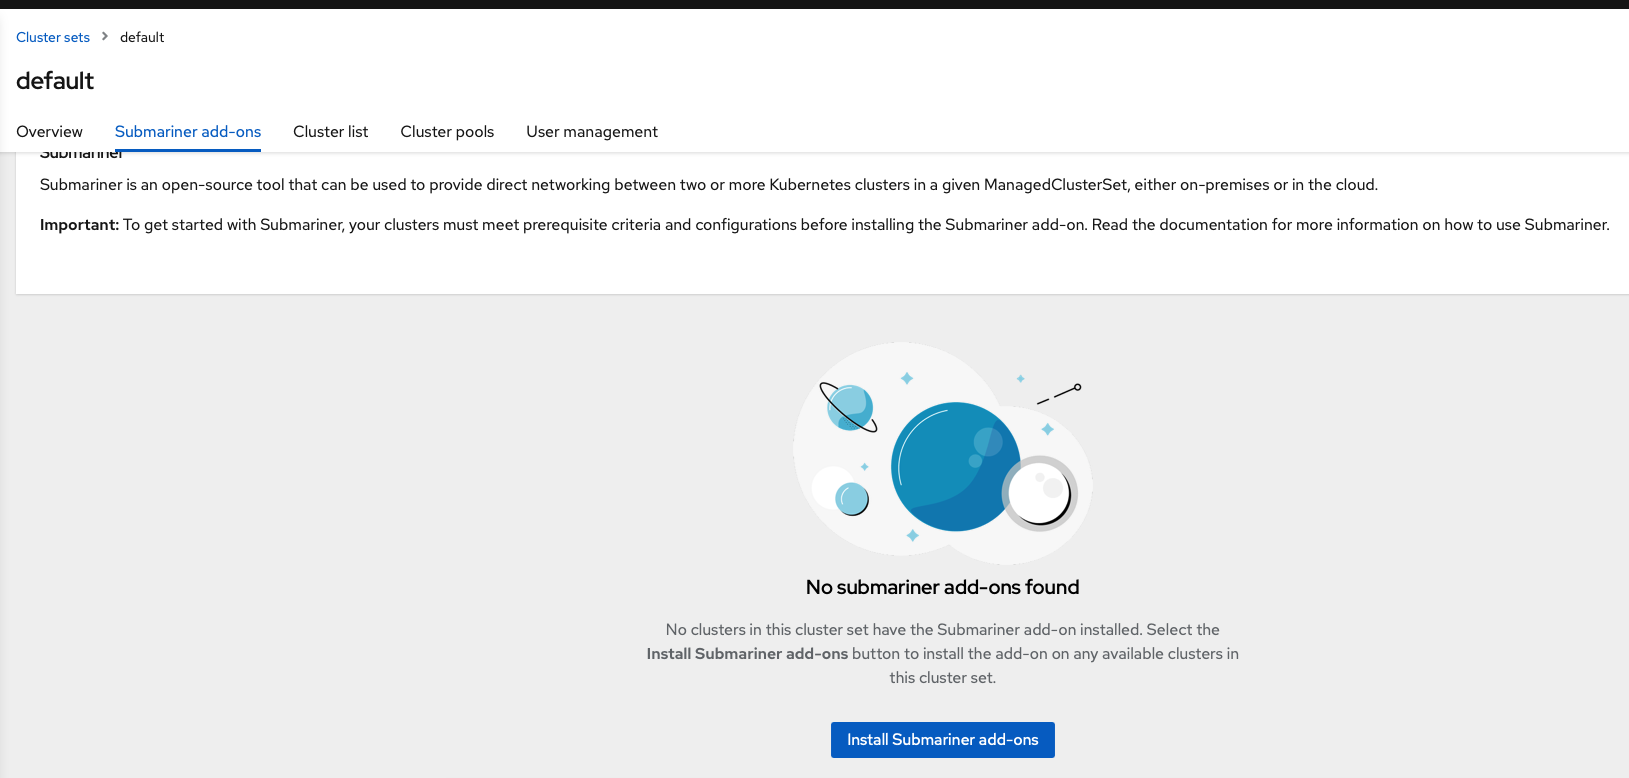 Cluster sets > default
default
Overview Submariner add-ons Cluster list Cluster pools User management
Submariner
Submariner is an open-source tool that can be used to provide direct networking between two or more Kubernetes clusters in a given ManagedClusterSet, either on-premises or in the cloud.
Important: To get started with Submariner, your clusters must meet prerequisite criteria and configurations before installing the Submariner add-on. Read the documentation for more information on how to use Submariner.
No submariner add-ons found
No clusters in this cluster set have the Submariner add-on installed. Select the
Install Submariner add-ons button to install the add-on on any available clusters in
this cluster set.
Install Submariner add-ons